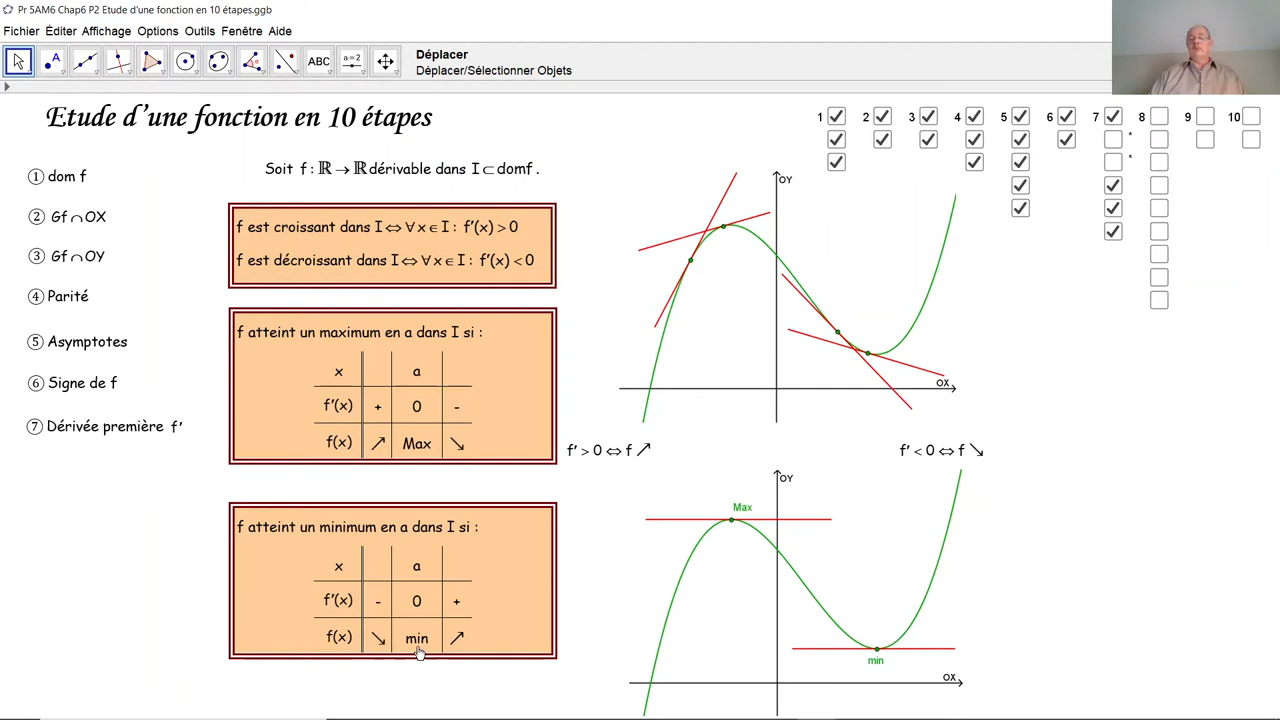 Pr 5AM6 Chap6 P2 Etude d'une fonction en 10 étapes.ggb
Fichier Éditer Affichage Options Outils Fenêtre Aide
A
ABC
a=2
Déplacer
Déplacer/Sélectionner Objets
Etude d'une fonction en 10 étapes
1 2 3 4 5 6 7 8 9 10
*
*
① dom f
② Gf ∩ OX
③ Gf ∩ OY
④ Parité
⑤ Asymptotes
⑥ Signe de f
⑦ Dérivée première f'
Soit f : ℝ → ℝ dérivable dans I ⊂ domf .
f est croissant dans I ⇔ ∀ x ∈ I : f'(x) > 0
f est décroissant dans I ⇔ ∀ x ∈ I : f'(x) < 0
f atteint un maximum en a dans I si :
x a
f'(x) + 0 -
f(x) ↗ Max ↘
f atteint un minimum en a dans I si :
x a
f'(x) - 0 +
f(x) ↘ min ↗
OY
OX
f' > 0 ⇔ f ↗
f' < 0 ⇔ f ↘
OY
Max
min
OX